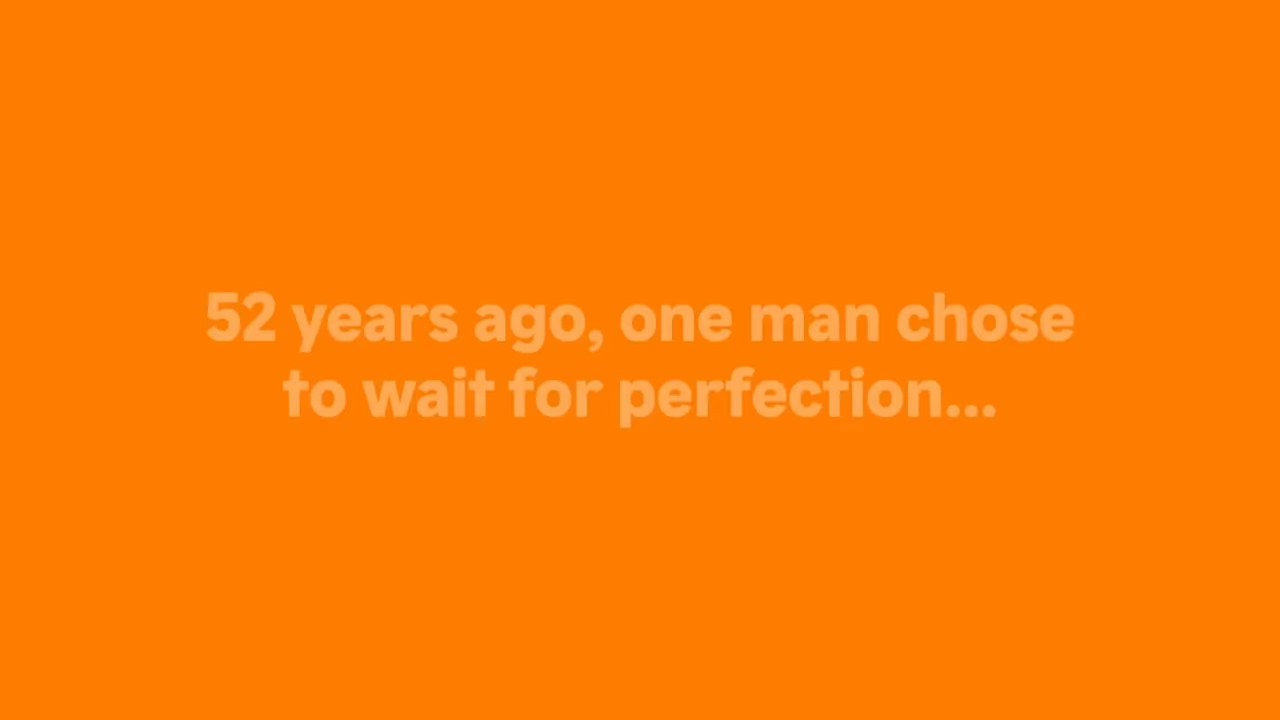 52 years ago, one man chose
to wait for perfection...